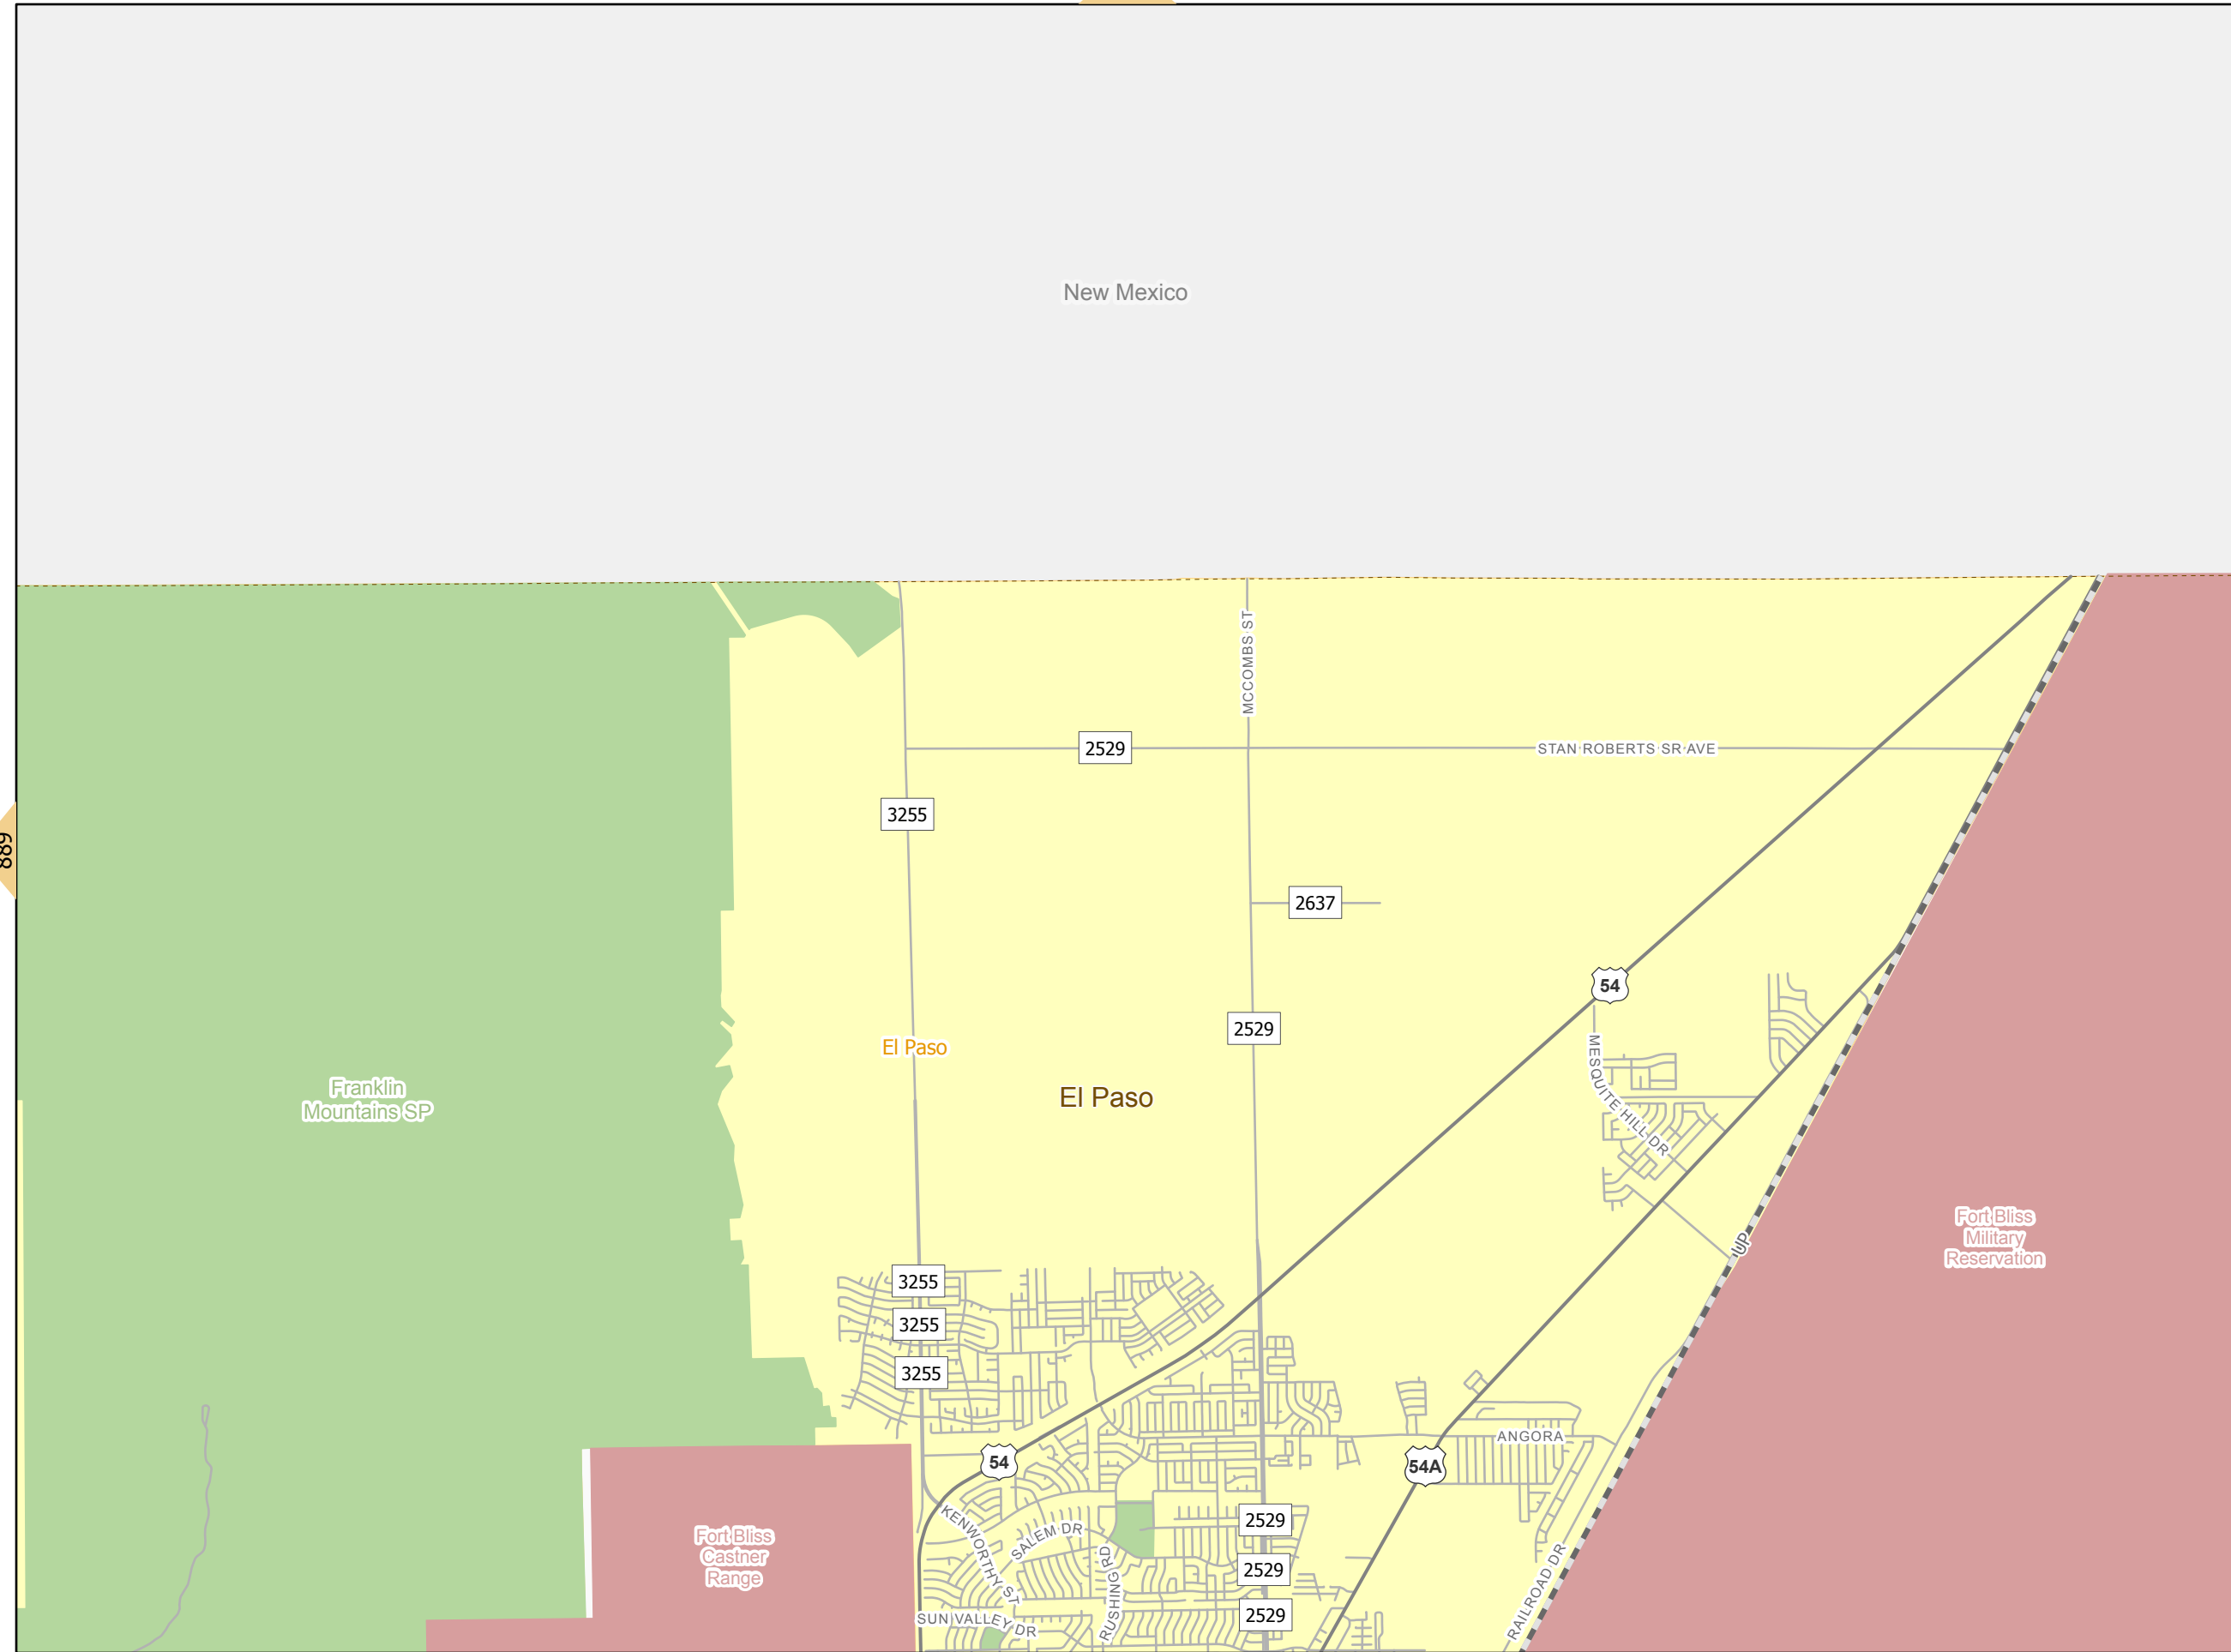 New Mexico
MCCOMBS ST
2529
STAN ROBERTS SR AVE
3255
889
2637
54
2529
El Paso
MESQUITE HILL DR
Franklin
Mountains SP
El Paso
Fort Bliss
Military
Reservation
UP
3255
3255
3255
ANGORA
54
54A
KENWORTHY ST
SALEM DR
2529
Fort Bliss
Castner
Range
RUSHING RD
2529
RAILROAD DR
2529
SUN VALLEY DR